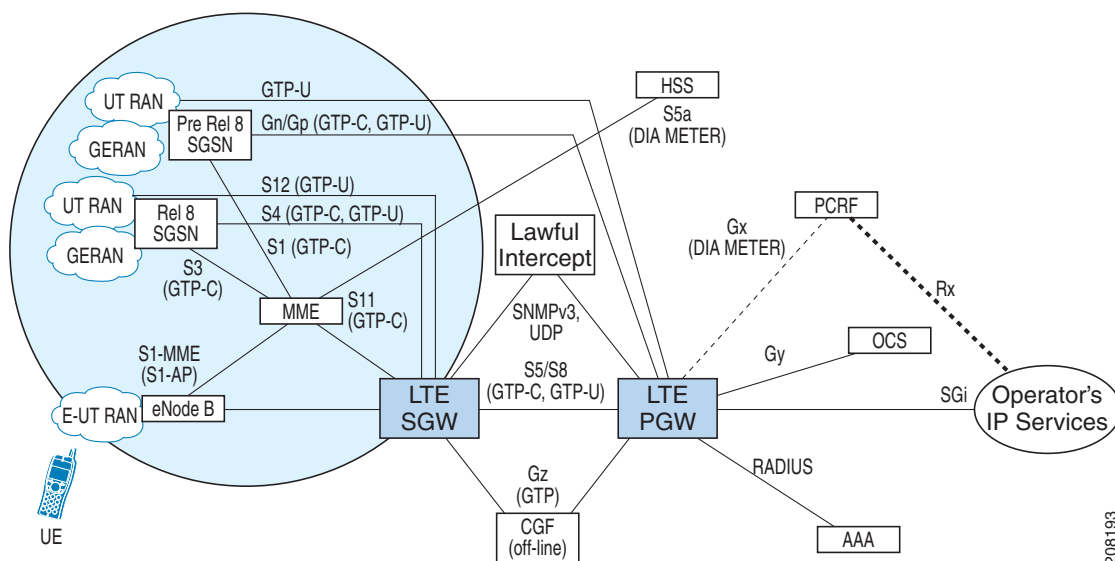 GTP-U
HSS
UT RAN
Pre Rel 8
SGSN
Gn/Gp (GTP-C, GTP-U)
S5a
(DIA METER)
GERAN
S12 (GTP-U)
UT RAN
Rel 8
SGSN
S4 (GTP-C, GTP-U)
PCRF
Gx
(DIA METER)
GERAN
S1 (GTP-C)
Lawful
Intercept
S3
(GTP-C)
Rx
MME
S11
(GTP-C)
SNMPv3,
UDP
OCS
S1-MME
(S1-AP)
Gy
S5/S8
(GTP-C, GTP-U)
E-UT RAN
eNode B
LTE
SGW
LTE
PGW
SGi
Operator's
IP Services
Gz
(GTP)
RADIUS
UE
CGF
(off-line)
AAA
208193